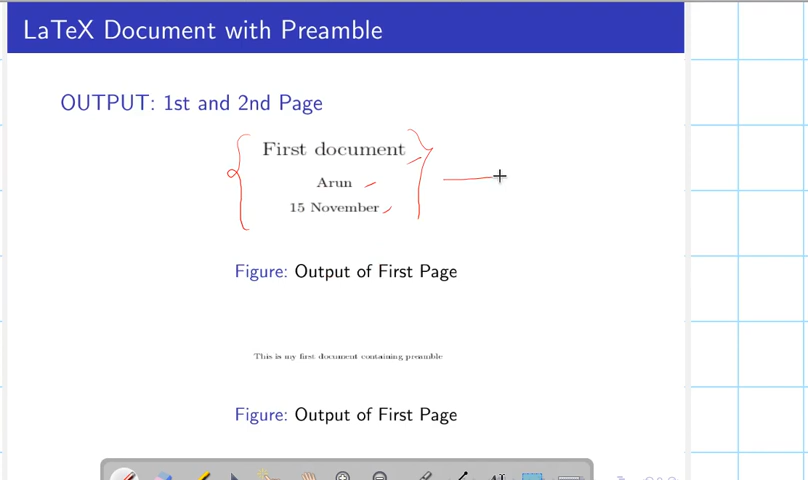 LaTeX Document with Preamble
OUTPUT: 1st and 2nd Page
First document
Arun
15 November
Figure: Output of First Page
This is my first document containing preamble
Figure: Output of First Page